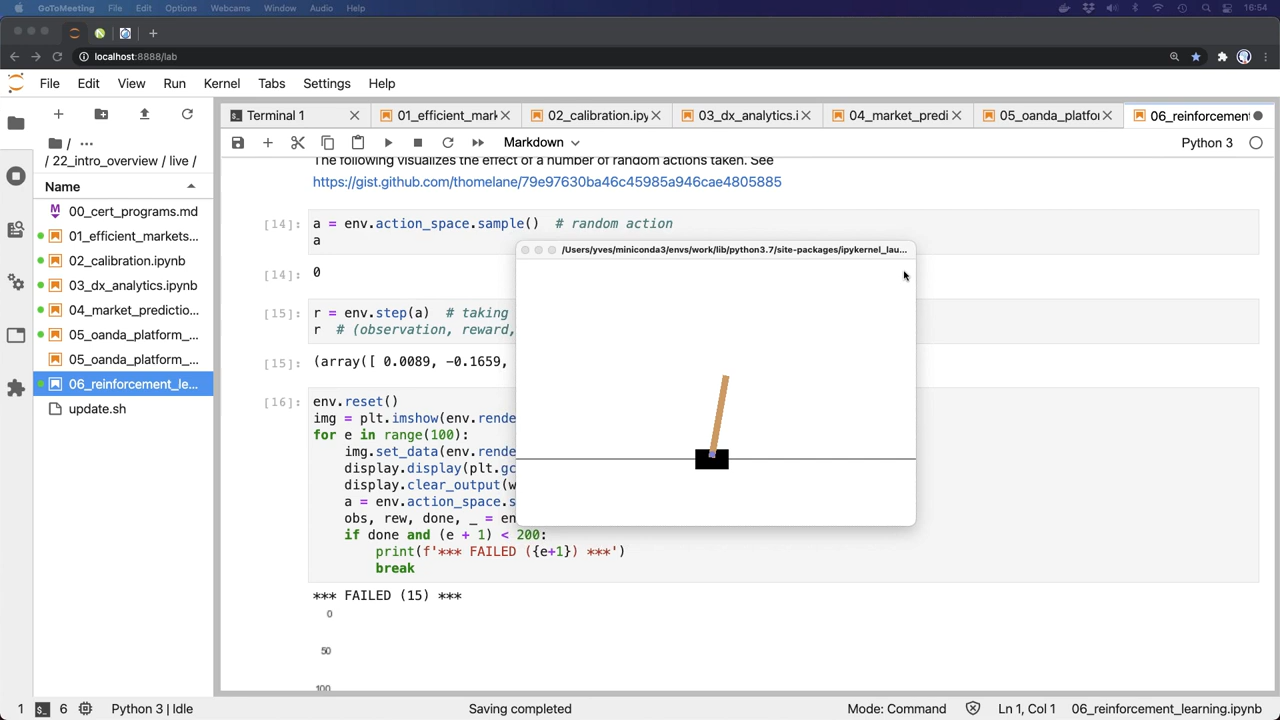 GoToMeeting File Edit Options Webcams Window Audio Help 16:54
localhost:8888/lab
File Edit View Run Kernel Tabs Settings Help
Terminal 1 01_efficient_mark 02_calibration.ipy 03_dx_analytics.i 04_market_predi 05_oanda_platfor 06_reinforcement
/ ...
/ 22_intro_overview / live /
Name
00_cert_programs.md
01_efficient_markets...
02_calibration.ipynb
03_dx_analytics.ipynb
04_market_predictio...
05_oanda_platform_...
05_oanda_platform_...
06_reinforcement_le...
update.sh
Markdown Python 3
The following visualizes the effect of a number of random actions taken. See
https://gist.github.com/thomelane/79e97630ba46c45985a946cae4805885
[14]: a = env.action_space.sample() # random action
a
/Users/yves/miniconda3/envs/work/lib/python3.7/site-packages/ipykernel_lau...
[14]: 0
[15]: r = env.step(a) # taking
r # (observation, reward,
[15]: (array([ 0.0089, -0.1659,
[16]: env.reset()
img = plt.imshow(env.rende
for e in range(100):
img.set_data(env.rende
display.display(plt.gc
display.clear_output(w
a = env.action_space.s
obs, rew, done, _ = en
if done and (e + 1) < 200:
print(f'*** FAILED ({e+1}) ***')
break
*** FAILED (15) ***
0
50
100
1 6 Python 3 | Idle Saving completed Mode: Command Ln 1, Col 1 06_reinforcement_learning.ipynb